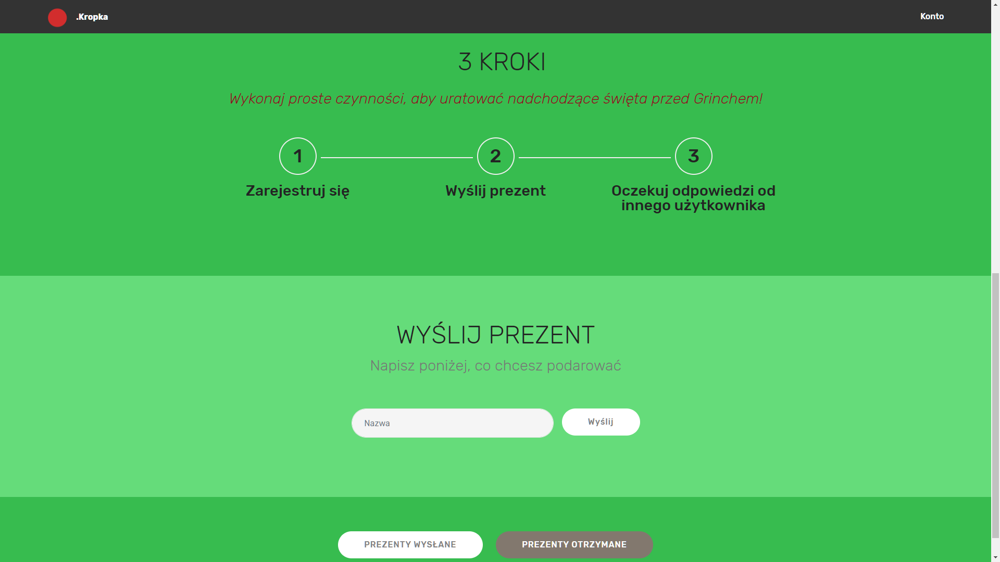 .Kropka
Konto
3 KROKI
Wykonaj proste czynności, aby uratować nadchodzące święta przed Grinchem!
1
2
3
Zarejestruj się
Wyślij prezent
Oczekuj odpowiedzi od
innego użytkownika
WYŚLIJ PREZENT
Napisz poniżej, co chcesz podarować
Nazwa
Wyślij
PREZENTY WYSŁANE
PREZENTY OTRZYMANE